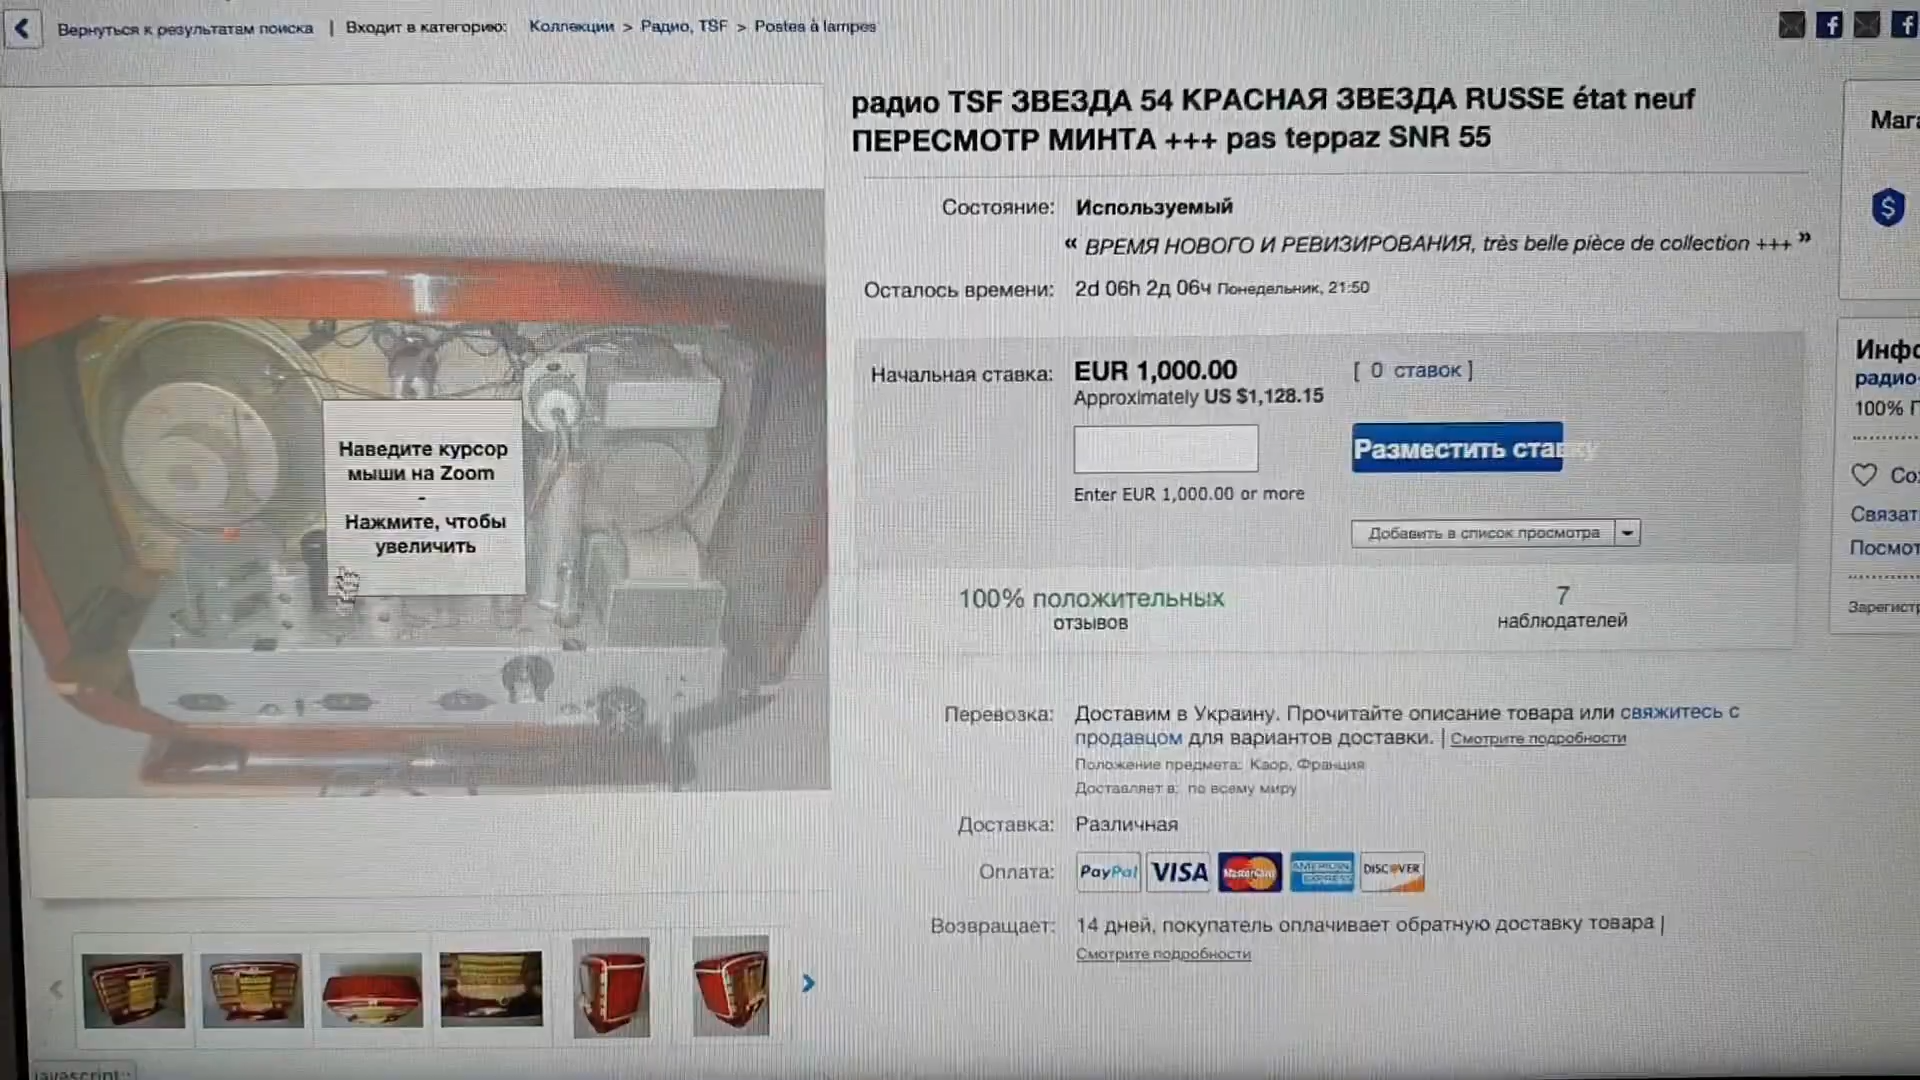 Вернуться к результатам поиска | Входит в категорию: Коллекции > Радио, TSF > Postes à lampes
радио TSF ЗВЕЗДА 54 КРАСНАЯ ЗВЕЗДА RUSSE état neuf
ПЕРЕСМОТР МИНТА +++ pas teppaz SNR 55
Состояние: Используемый
“ ВРЕМЯ НОВОГО И РЕВИЗИРОВАНИЯ, très belle pièce de collection +++ ”
Осталось времени: 2d 06h 2д 06ч Понедельник, 21:50
Начальная ставка: EUR 1,000.00 [ 0 ставок ]
Approximately US $1,128.15
Разместить ставку
Enter EUR 1,000.00 or more
Добавить в список просмотра
100% положительных
отзывов
7
наблюдателей
Перевозка: Доставим в Украину. Прочитайте описание товара или свяжитесь с
продавцом для вариантов доставки. | Смотрите подробности
Положение предмета: Каор, Франция
Доставляет в: по всему миру
Доставка: Различная
Оплата: PayPal VISA MasterCard AMERICAN EXPRESS DISCOVER
Возвращает: 14 дней, покупатель оплачивает обратную доставку товара |
Смотрите подробности
Наведите курсор
мыши на Zoom
-
Нажмите, чтобы
увеличить
радио-
100%
javascript: